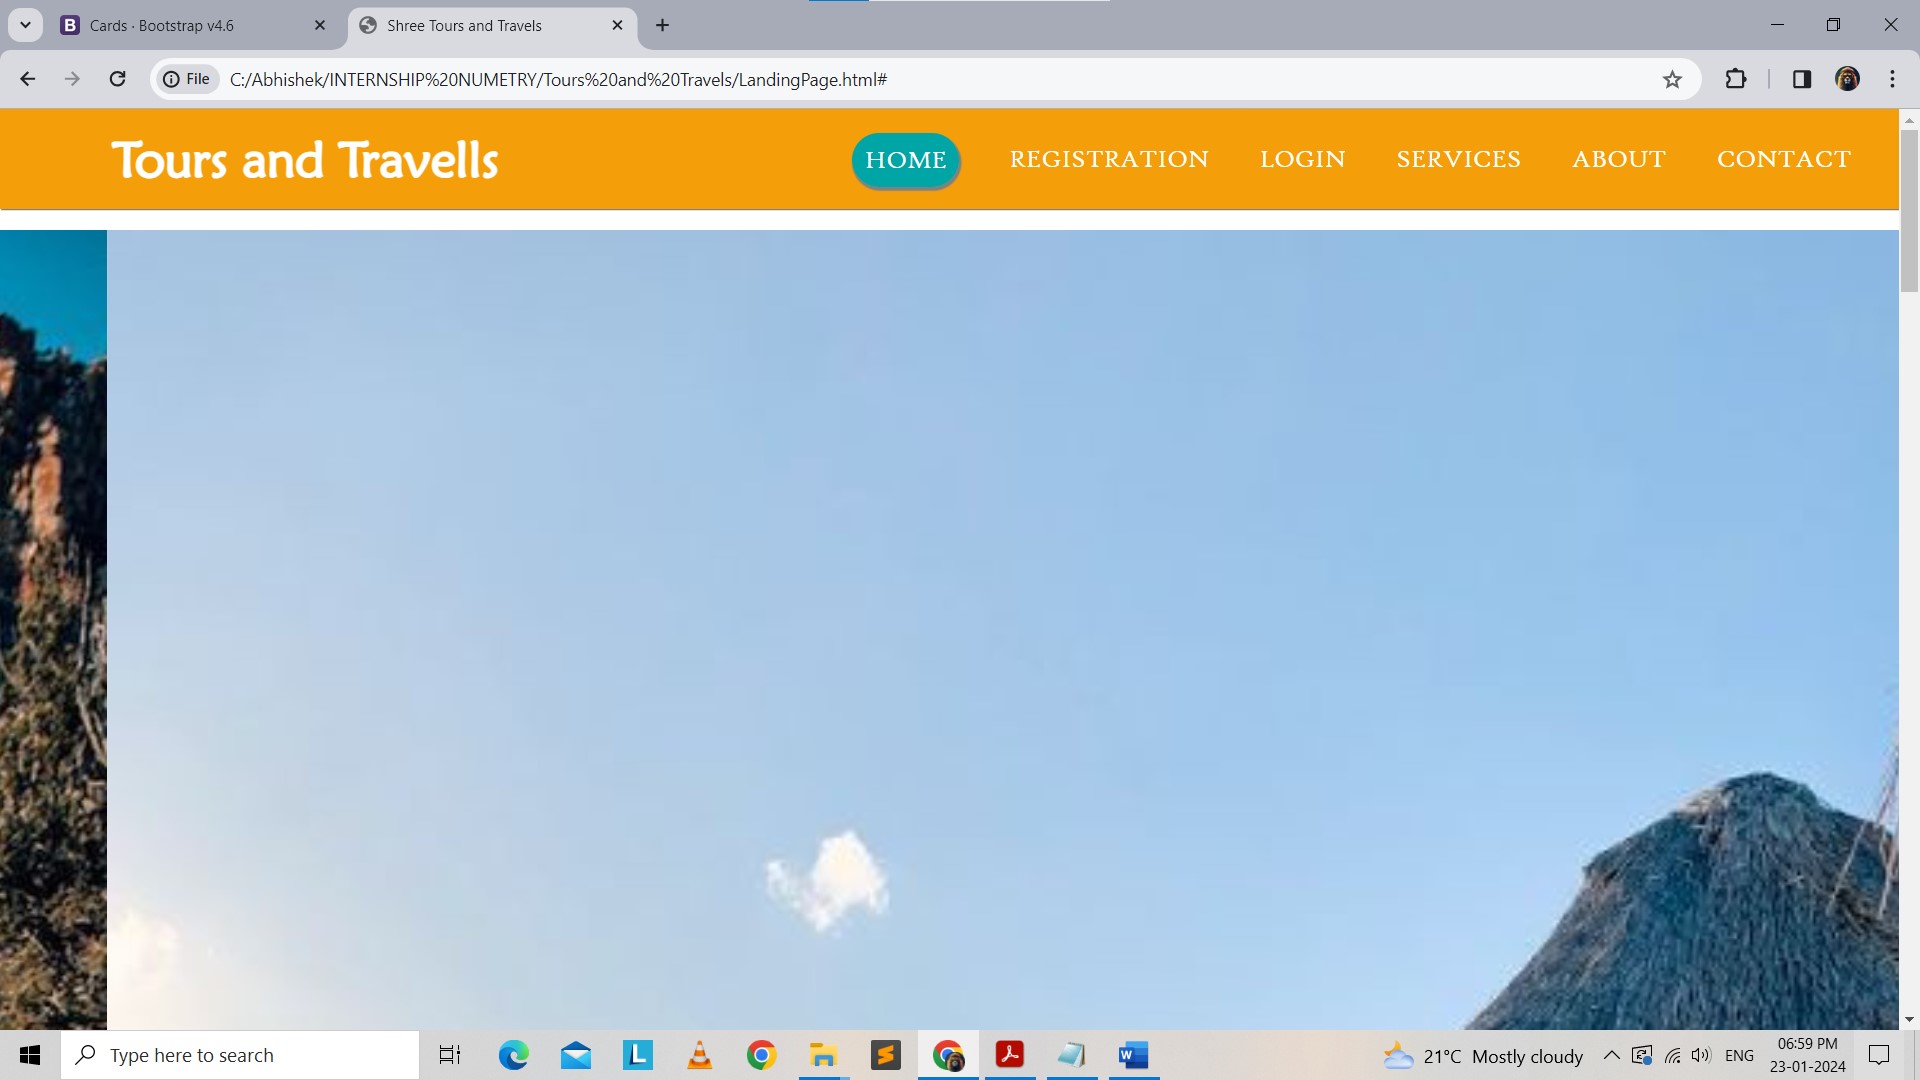 Cards · Bootstrap v4.6
Shree Tours and Travels
File C:/Abhishek/INTERNSHIP%20NUMETRY/Tours%20and%20Travels/LandingPage.html#
Tours and Travells HOME REGISTRATION LOGIN SERVICES ABOUT CONTACT
Type here to search
21°C Mostly cloudy
ENG
06:59 PM
23-01-2024